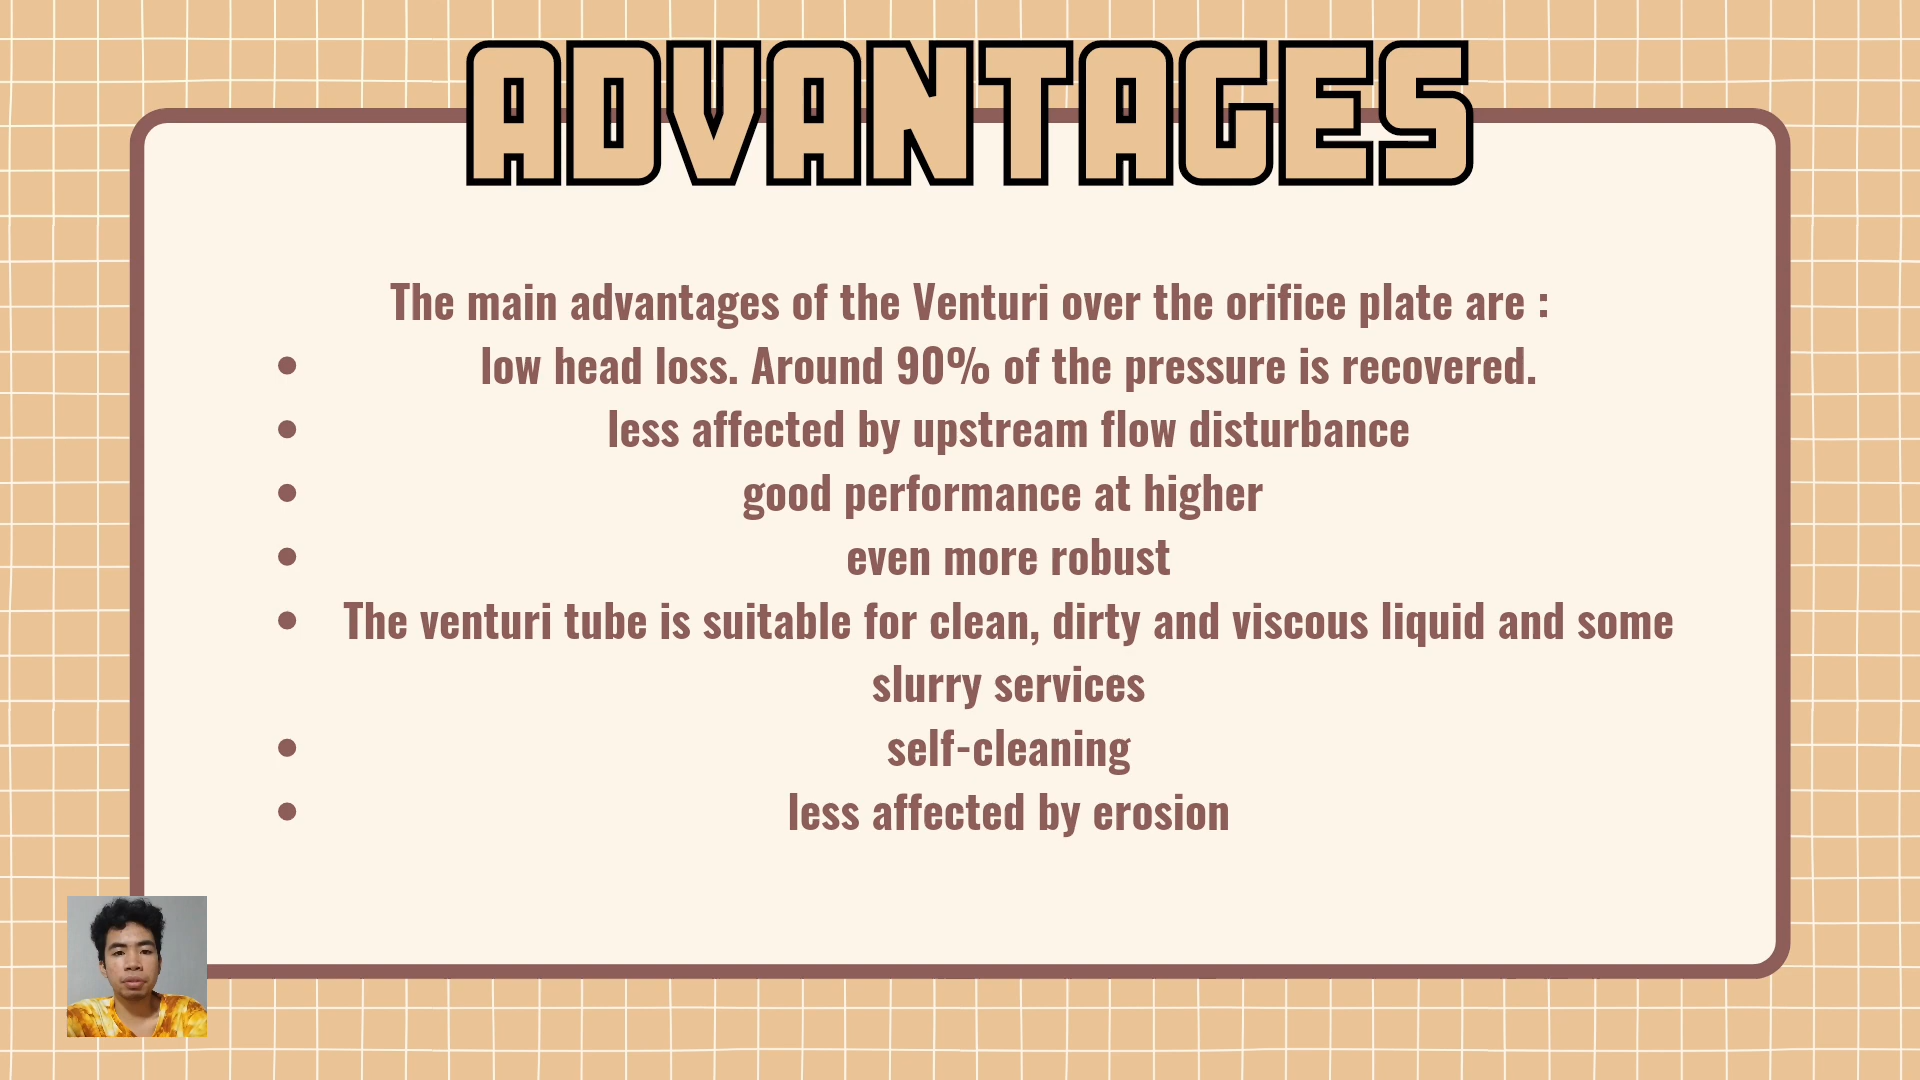 ADVANTAGES
The main advantages of the Venturi over the orifice plate are :
• low head loss. Around 90% of the pressure is recovered.
• less affected by upstream flow disturbance
• good performance at higher
• even more robust
• The venturi tube is suitable for clean, dirty and viscous liquid and some
slurry services
• self-cleaning
• less affected by erosion